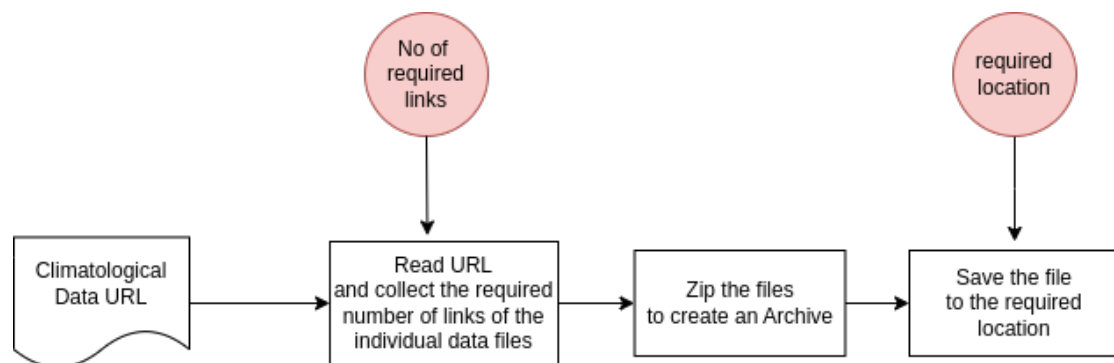 No of
required
links
required
location
Climatological
Data URL
Read URL
and collect the required
number of links of the
individual data files
Zip the files
to create an Archive
Save the file
to the required
location